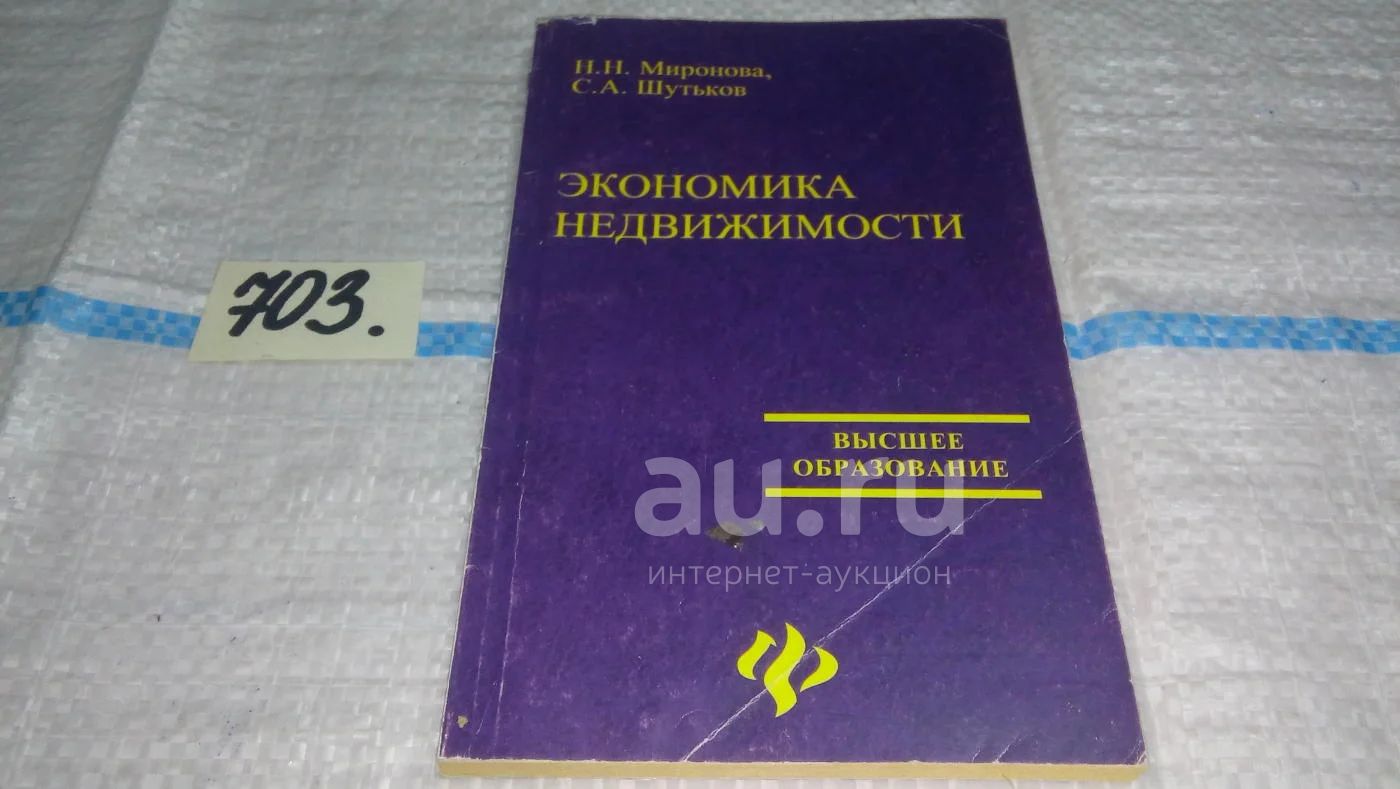 Н.Н. Миронова,
С.А. Шутьков
ЭКОНОМИКА
НЕДВИЖИМОСТИ
703.
ВЫСШЕЕ
ОБРАЗОВАНИЕ
au.ru
интернет-аукцион